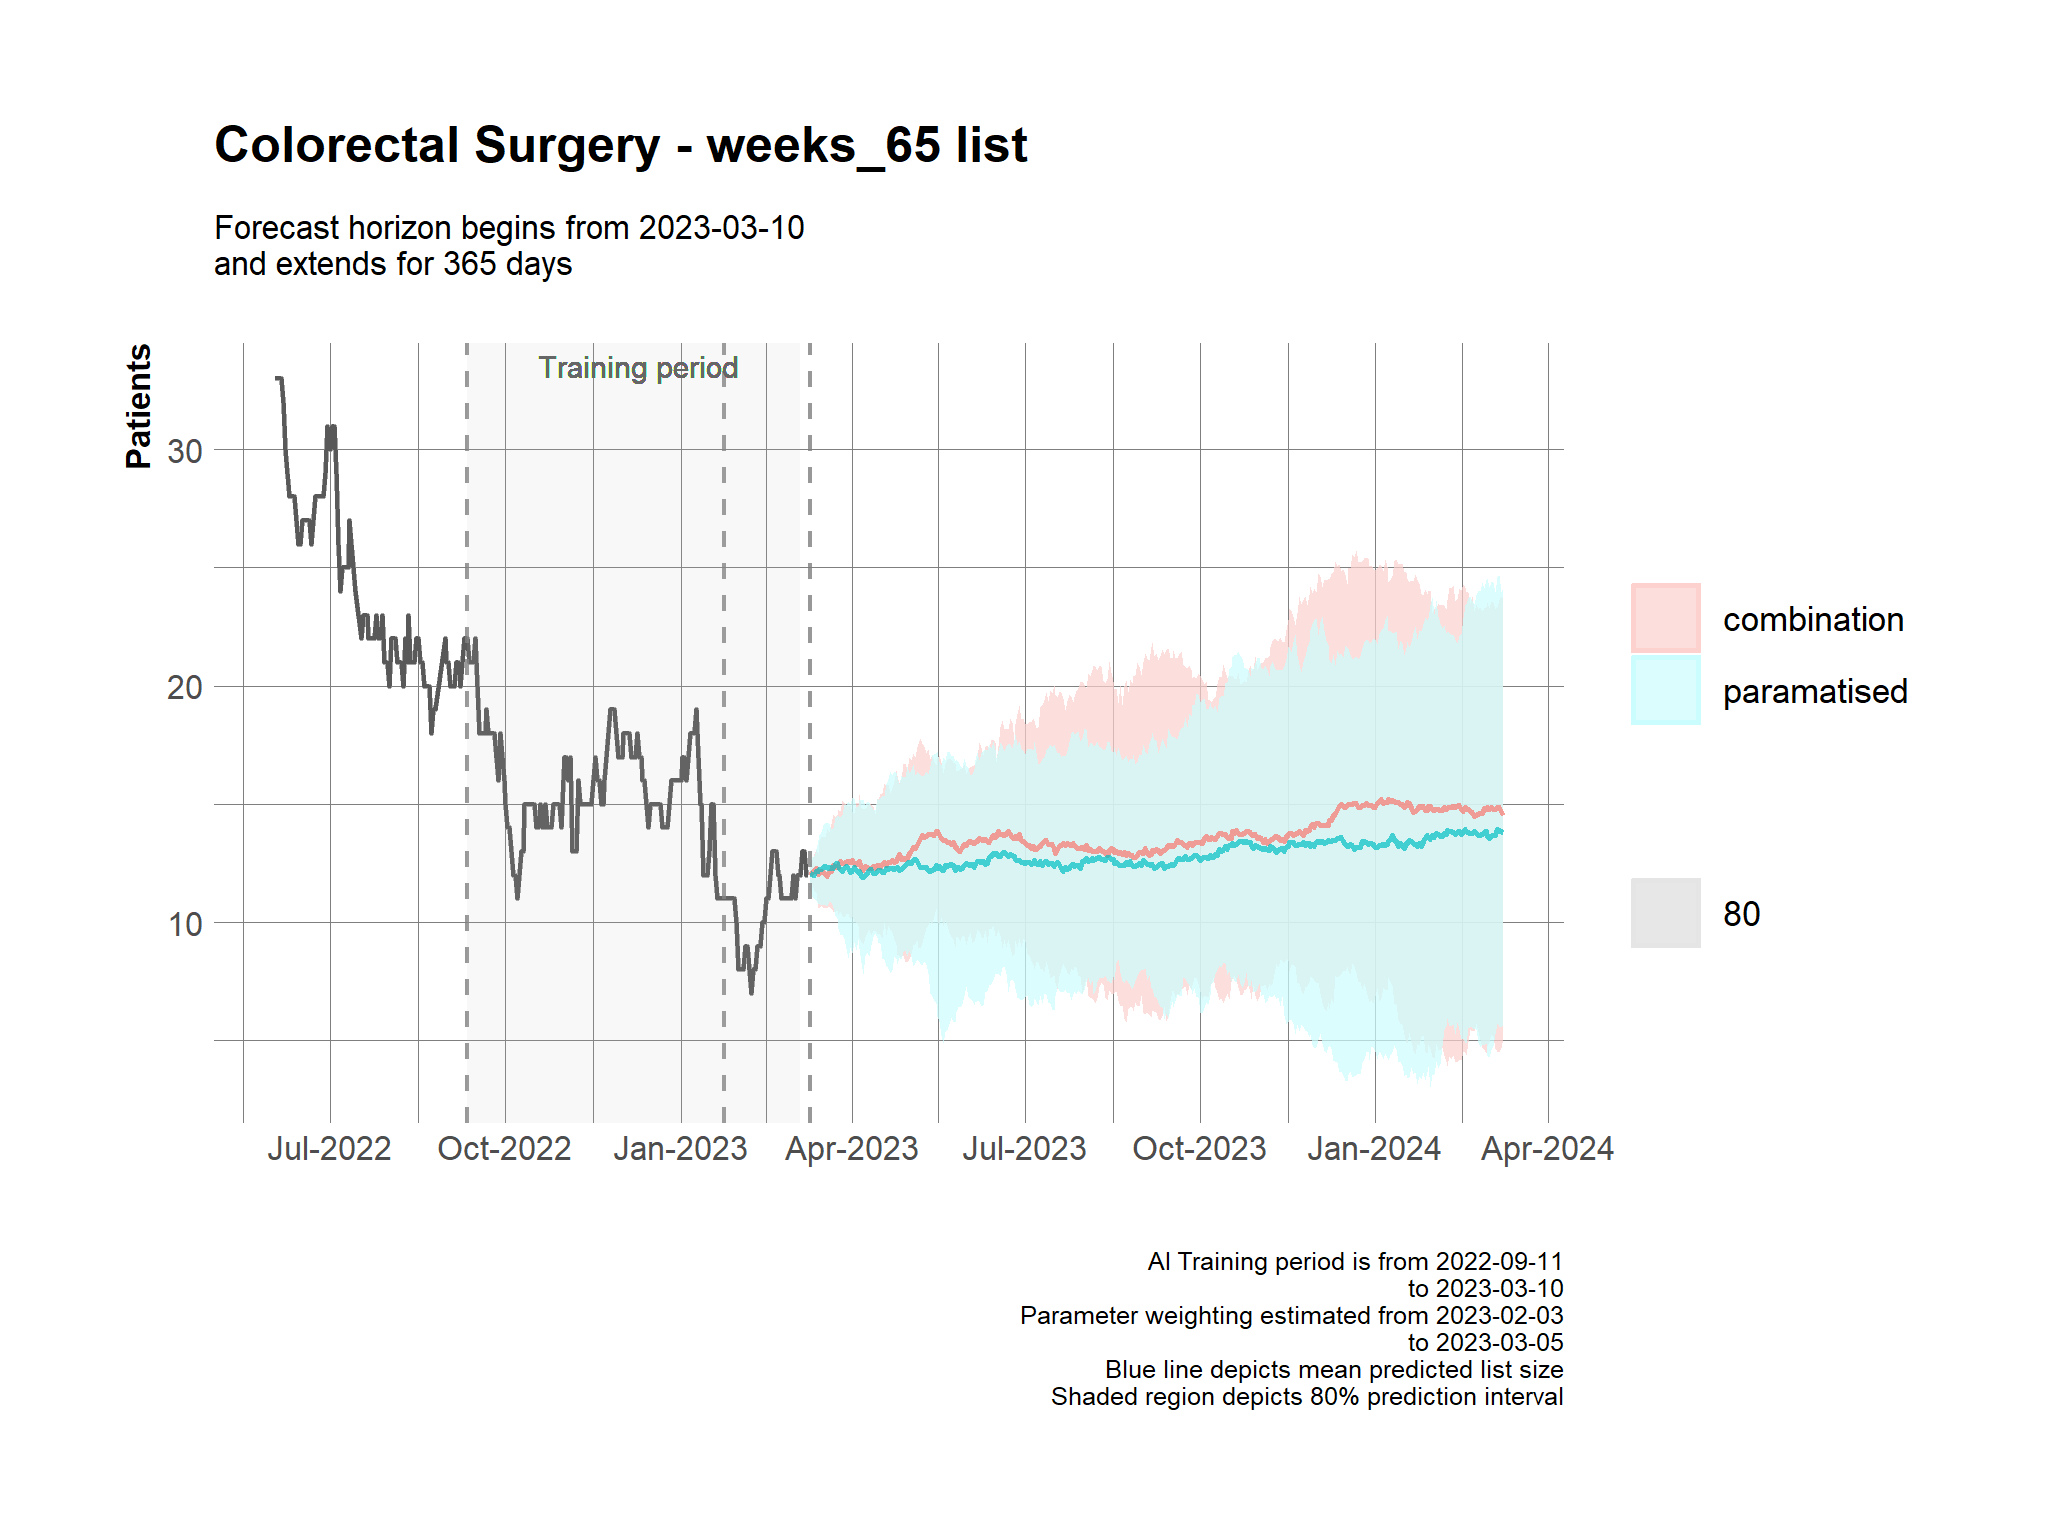 Colorectal Surgery - weeks_65 list
Forecast horizon begins from 2023-03-10
and extends for 365 days
Patients
Training period
30
20
10
Jul-2022
Oct-2022
Jan-2023
Apr-2023
Jul-2023
Oct-2023
Jan-2024
Apr-2024
combination
paramatised
80
AI Training period is from 2022-09-11
to 2023-03-10
Parameter weighting estimated from 2023-02-03
to 2023-03-05
Blue line depicts mean predicted list size
Shaded region depicts 80% prediction interval